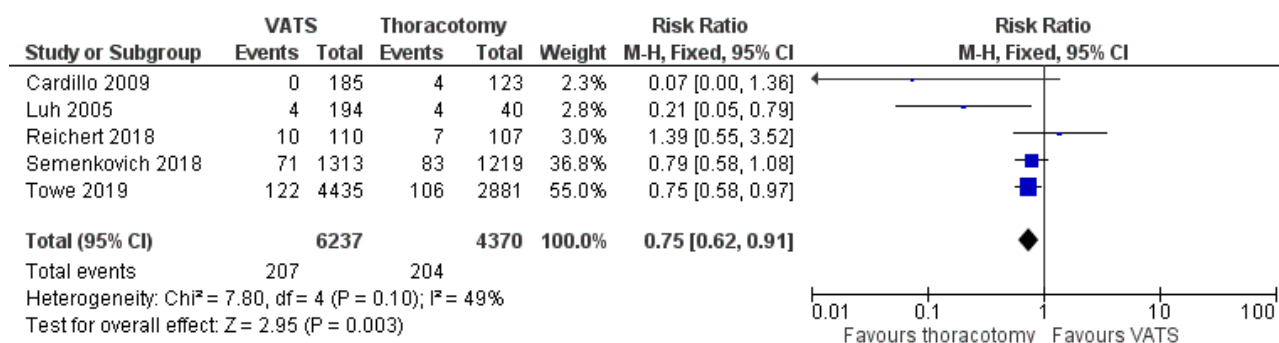 VATS Thoracotomy Risk Ratio Risk Ratio
Study or Subgroup Events Total Events Total Weight M-H, Fixed, 95% CI M-H, Fixed, 95% CI
Cardillo 2009 0 185 4 123 2.3% 0.07 [0.00, 1.36]
Luh 2005 4 194 4 40 2.8% 0.21 [0.05, 0.79]
Reichert 2018 10 110 7 107 3.0% 1.39 [0.55, 3.52]
Semenkovich 2018 71 1313 83 1219 36.8% 0.79 [0.58, 1.08]
Towe 2019 122 4435 106 2881 55.0% 0.75 [0.58, 0.97]
Total (95% CI) 6237 4370 100.0% 0.75 [0.62, 0.91]
Total events 207 204
Heterogeneity: Chi² = 7.80, df = 4 (P = 0.10); I² = 49%
Test for overall effect: Z = 2.95 (P = 0.003)
0.01 0.1 1 10 100
Favours thoracotomy Favours VATS